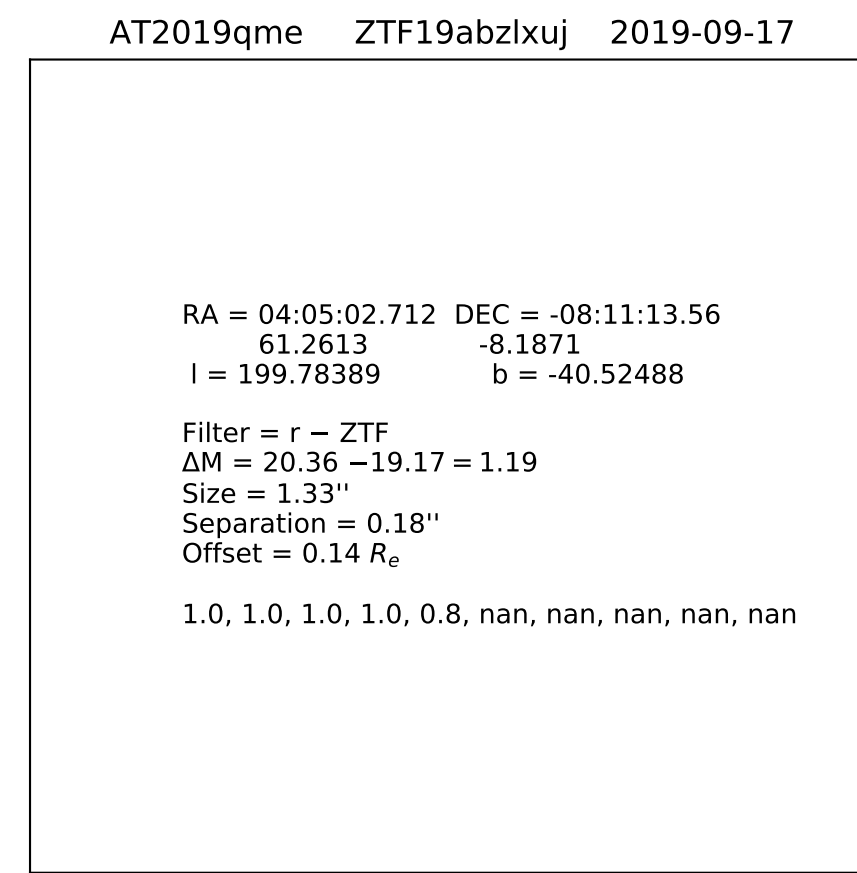 AT2019qme ZTF19abzlxuj 2019-09-17
RA = 04:05:02.712 DEC = -08:11:13.56
61.2613 -8.1871
l = 199.78389 b = -40.52488
Filter = r − ZTF
ΔM = 20.36 −19.17 = 1.19
Size = 1.33''
Separation = 0.18''
Offset = 0.14 Rₑ
1.0, 1.0, 1.0, 1.0, 0.8, nan, nan, nan, nan, nan